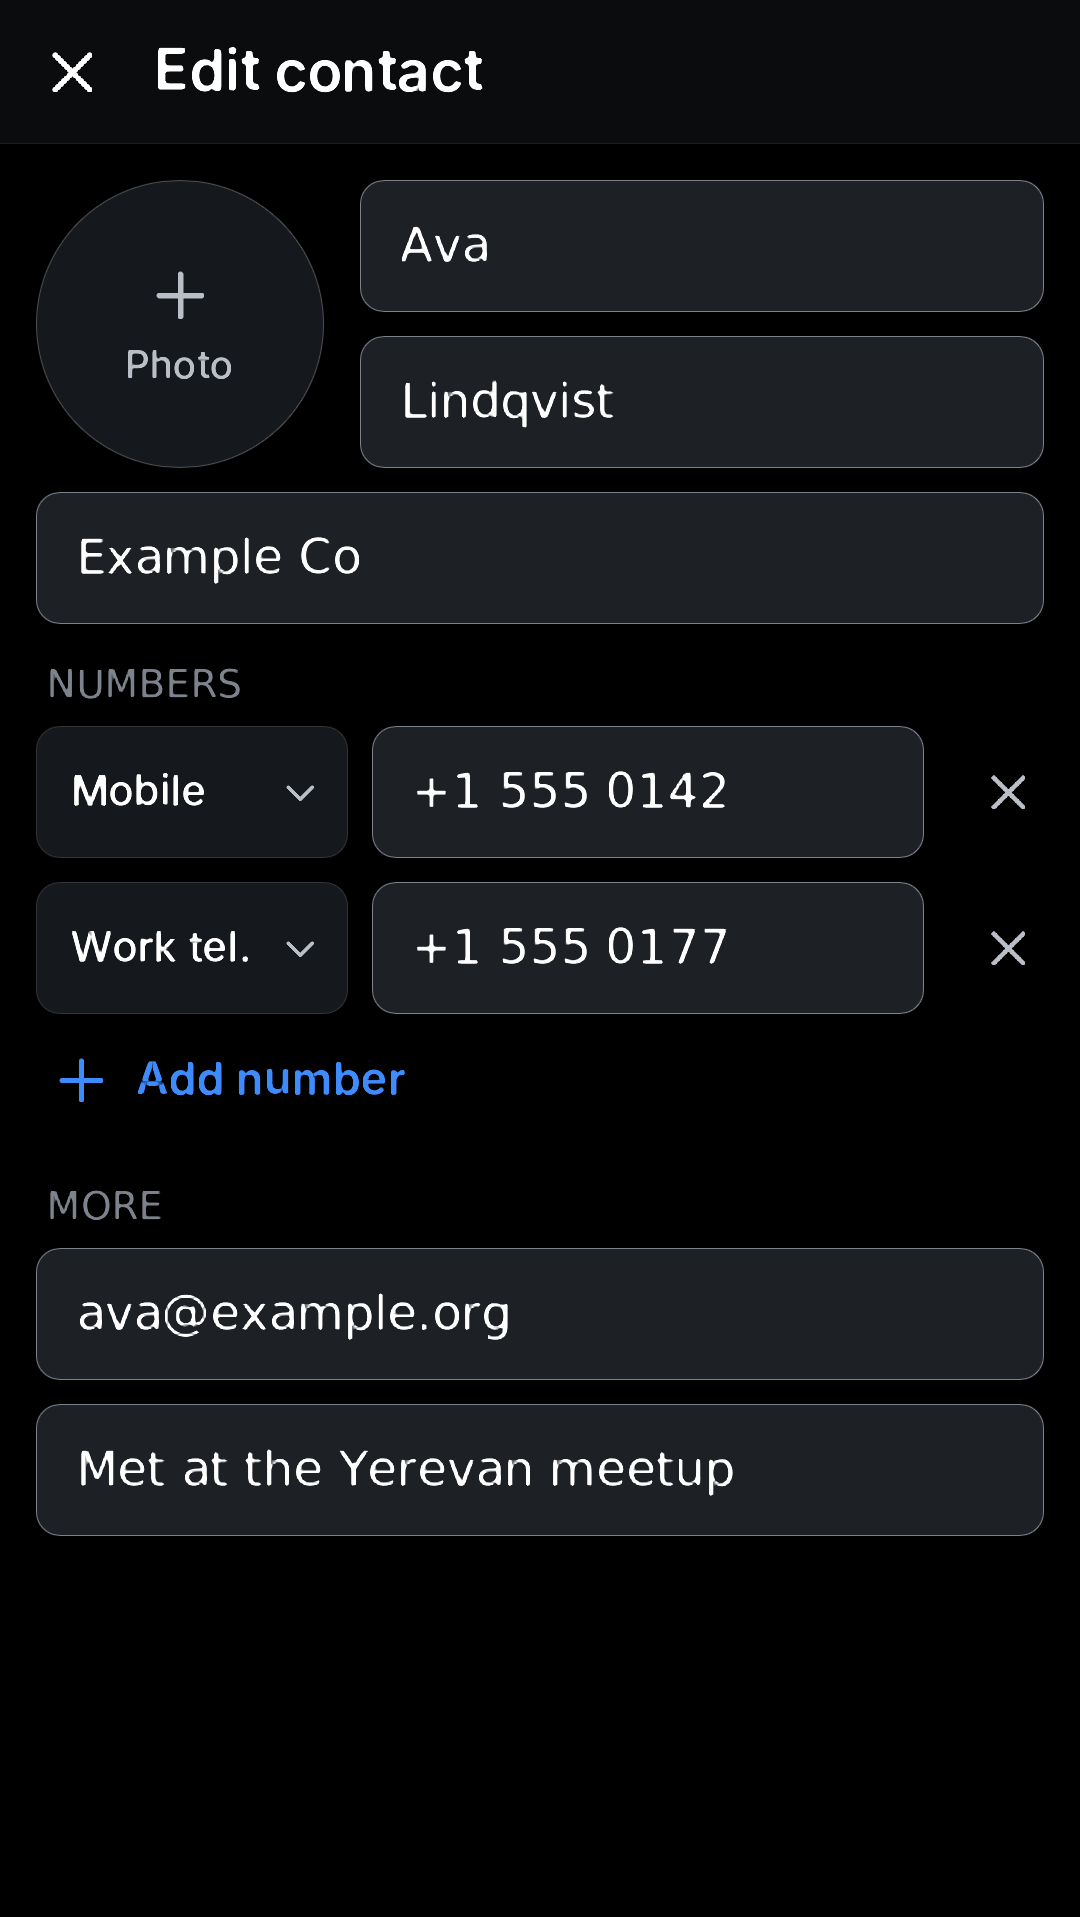 Edit contact
Photo
Ava
Lindqvist
Example Co
NUMBERS
Mobile
+1 555 0142
Work tel.
+1 555 0177
Add number
MORE
ava@example.org
Met at the Yerevan meetup